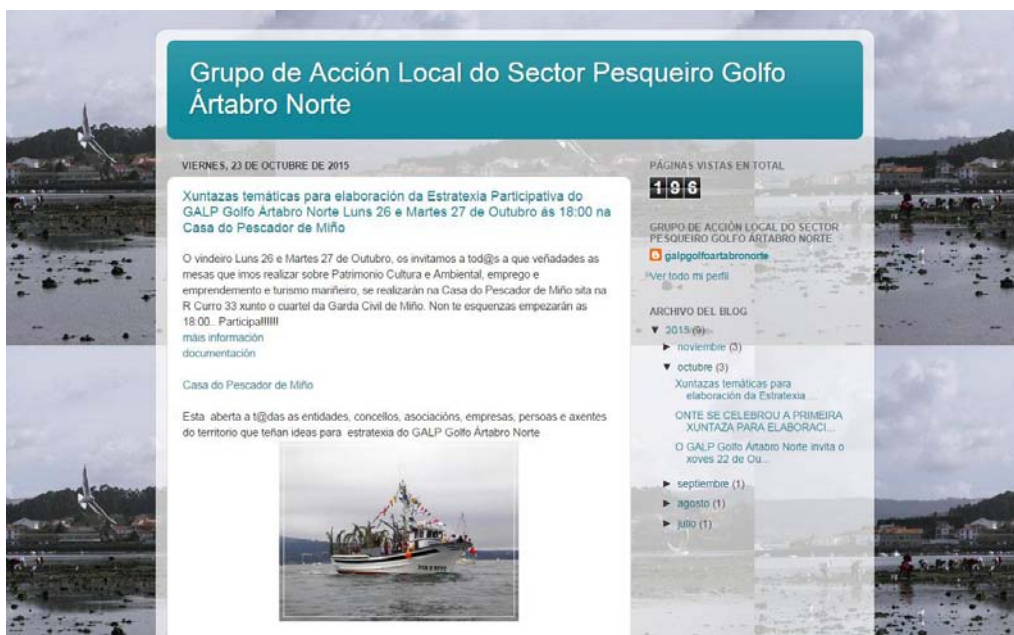 Grupo de Acción Local do Sector Pesqueiro Golfo
Ártabro Norte
VIERNES, 23 DE OCTUBRE DE 2015
Xuntazas temáticas para elaboración da Estratexia Participativa do
GALP Golfo Ártabro Norte Luns 26 e Martes 27 de Outubro ás 18:00 na
Casa do Pescador de Miño
O vindeiro Luns 26 e Martes 27 de Outubro, os invitamos a tod@s a que veñadades as
mesas que imos realizar sobre Patrimonio Cultura e Ambiental, emprego e
emprendemento e turismo mariñeiro, se realizarán na Casa do Pescador de Miño sita na
R Curro 33 xunto o cuartel da Garda Civil de Miño. Non te esquenzas empezarán as
18:00.. Participa!!!!!!!
máis información
documentación
Casa do Pescador de Miño
Esta aberta a t@das as entidades, concellos, asociacións, empresas, persoas e axentes
do territorio que teñan ideas para estratexia do GALP Golfo Ártabro Norte
PÁGINAS VISTAS EN TOTAL
196
GRUPO DE ACCIÓN LOCAL DO SECTOR
PESQUEIRO GOLFO ÁRTABRO NORTE
galpgolfoartabronorte
Ver todo mi perfil
ARCHIVO DEL BLOG
▼ 2015 (9)
► noviembre (3)
▼ octubre (3)
Xuntazas temáticas para
elaboración da Estratexia ...
ONTE SE CELEBROU A PRIMEIRA
XUNTAZA PARA ELABORACI...
O GALP Golfo Ártabro Norte invita o
xoves 22 de Ou...
► septiembre (1)
► agosto (1)
► julio (1)